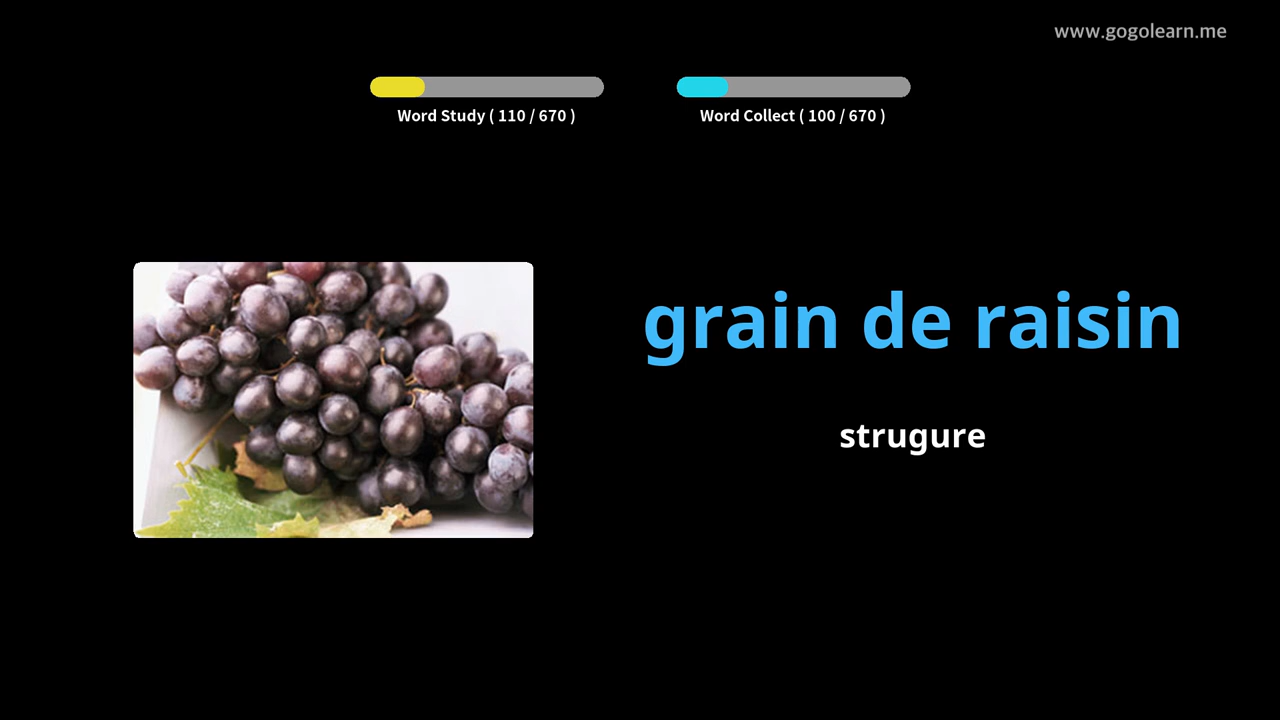 www.gogolearn.me
Word Study ( 110 / 670 )
Word Collect ( 100 / 670 )
grain de raisin
strugure